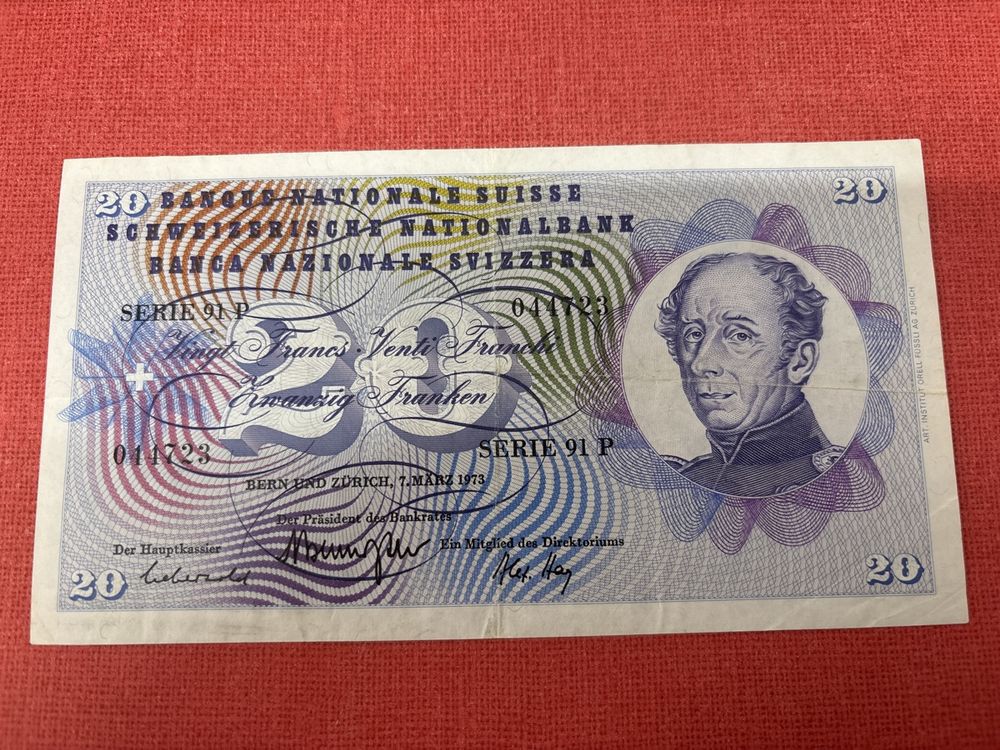 20 BANQUE NATIONALE SUISSE 20
SCHWEIZERISCHE NATIONALBANK
BANCA NAZIONALE SVIZZERA
SERIE 91 P 044723
Vingt Francs · Venti Franchi
20
Zwanzig Franken
044723 SERIE 91 P
BERN UND ZÜRICH, 7. MÄRZ 1973
Der Präsident des Bankrates
Der Hauptkassier Ein Mitglied des Direktoriums
20 20
ART. INSTITUT ORELL FÜSSLI AG ZÜRICH